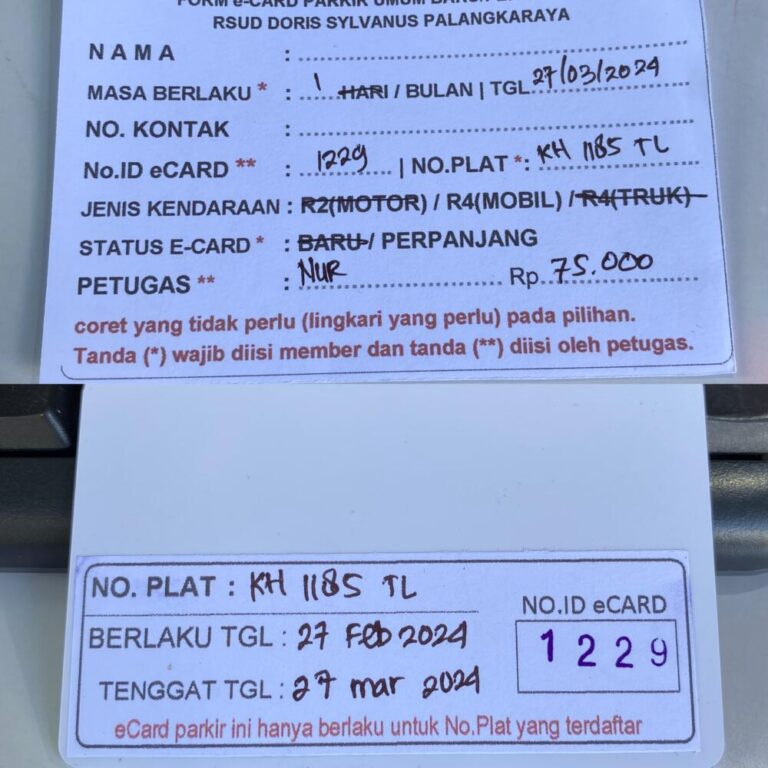 FORM e-CARD PARKIR UMUM
RSUD DORIS SYLVANUS PALANGKARAYA
NAMA :
MASA BERLAKU * : 1 HARI / BULAN | TGL 27/03/2024
NO. KONTAK :
No.ID eCARD ** : 1229 | NO.PLAT *: KH 1185 TL
JENIS KENDARAAN : R2(MOTOR) / R4(MOBIL) / R4(TRUK)
STATUS E-CARD * : BARU / PERPANJANG
PETUGAS ** : NUR Rp. 75.000
coret yang tidak perlu (lingkari yang perlu) pada pilihan.
Tanda (*) wajib diisi member dan tanda (**) diisi oleh petugas.
NO. PLAT : KH 1185 TL
BERLAKU TGL : 27 Feb 2024
TENGGAT TGL : 27 mar 2024
NO.ID eCARD
1229
eCard parkir ini hanya berlaku untuk No.Plat yang terdaftar